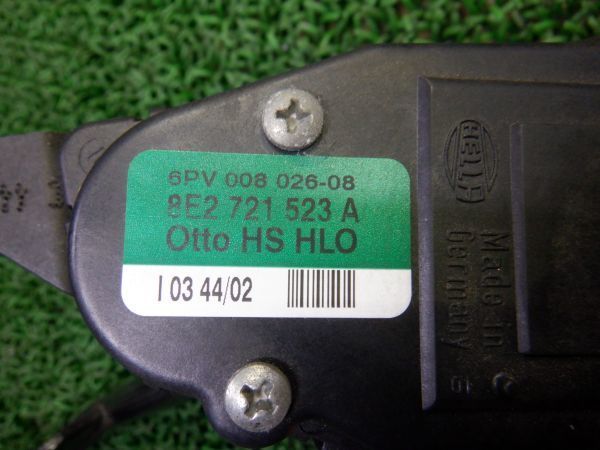 6PV 008 026-08
8E2 721 523 A
Otto HS HLO
I 03 44/02
HELLA
Made in
Germany